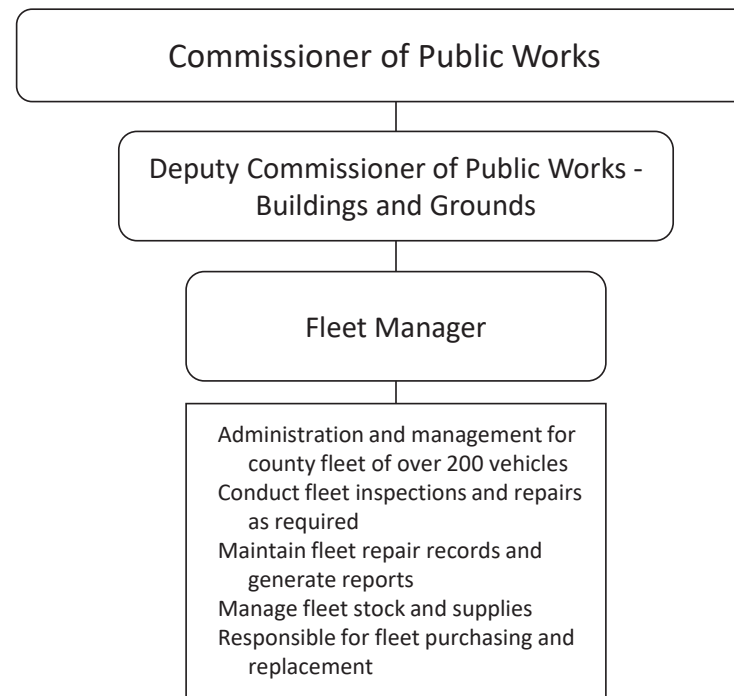 Commissioner of Public Works
Deputy Commissioner of Public Works -
Buildings and Grounds
Fleet Manager
Administration and management for
county fleet of over 200 vehicles
Conduct fleet inspections and repairs
as required
Maintain fleet repair records and
generate reports
Manage fleet stock and supplies
Responsible for fleet purchasing and
replacement